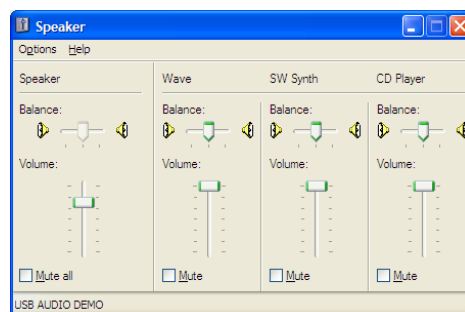 Speaker
Options Help
Speaker Wave SW Synth CD Player
Balance: Balance: Balance: Balance:
Volume: Volume: Volume: Volume:
Mute all Mute Mute Mute
USB AUDIO DEMO